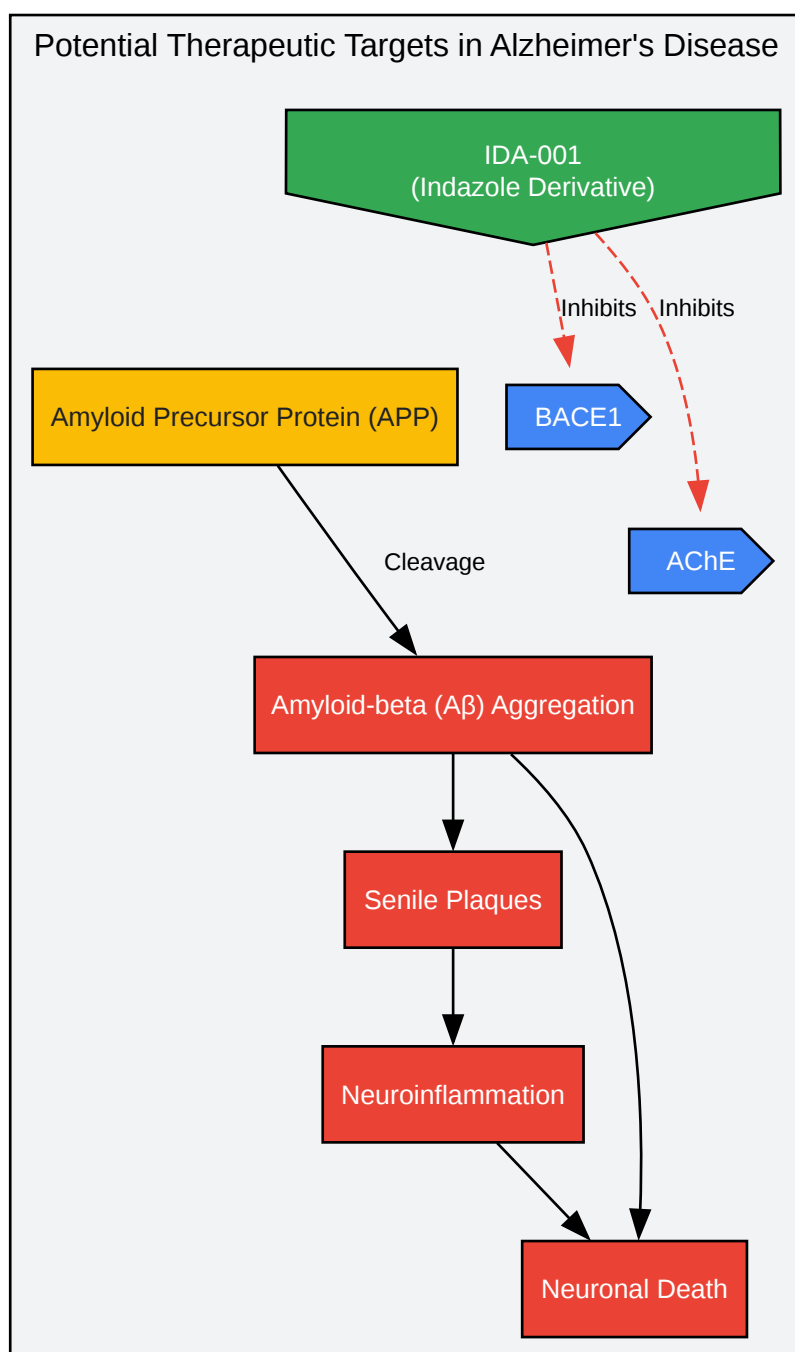 Potential Therapeutic Targets in Alzheimer's Disease
IDA-001
(Indazole Derivative)
Inhibits
Inhibits
Amyloid Precursor Protein (APP)
BACE1
Cleavage
AChE
Amyloid-beta (Aβ) Aggregation
Senile Plaques
Neuroinflammation
Neuronal Death